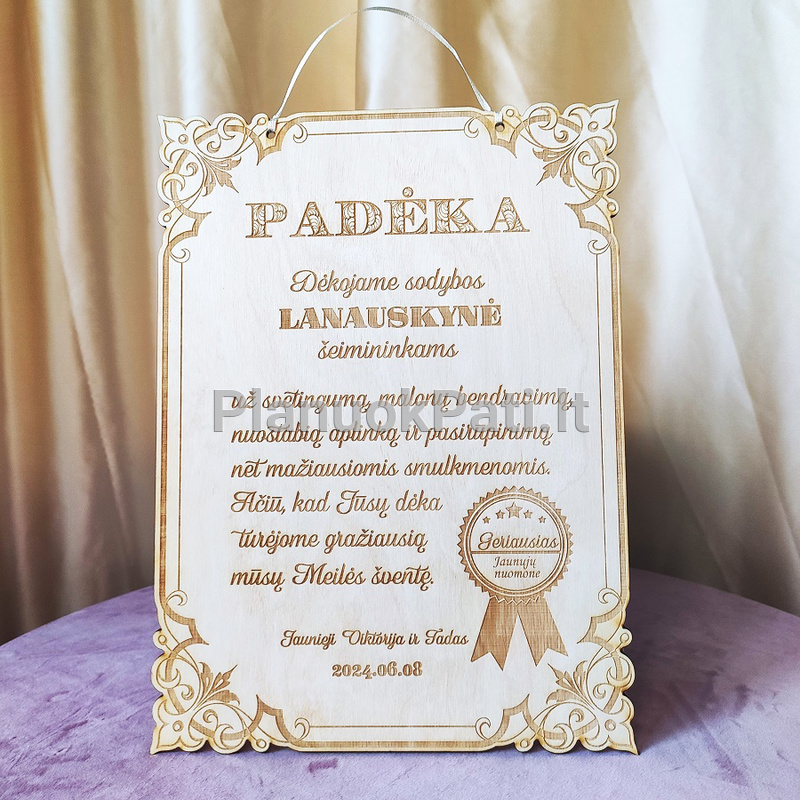 PADĖKA
Dėkojame sodybos
LANAUSKYNĖ
šeimininkams
už svetingumą, malonų bendravimą,
PlanuokPati.lt
nuostabią aplinką ir pasirūpinimą
net mažiausiomis smulkmenomis.
Ačiū, kad Jūsų dėka
turėjome gražiausią
mūsų Meilės šventę.
Geriausias
Jaunųjų
nuomone
Jaunieji Viktorija ir Tadas
2024.06.08